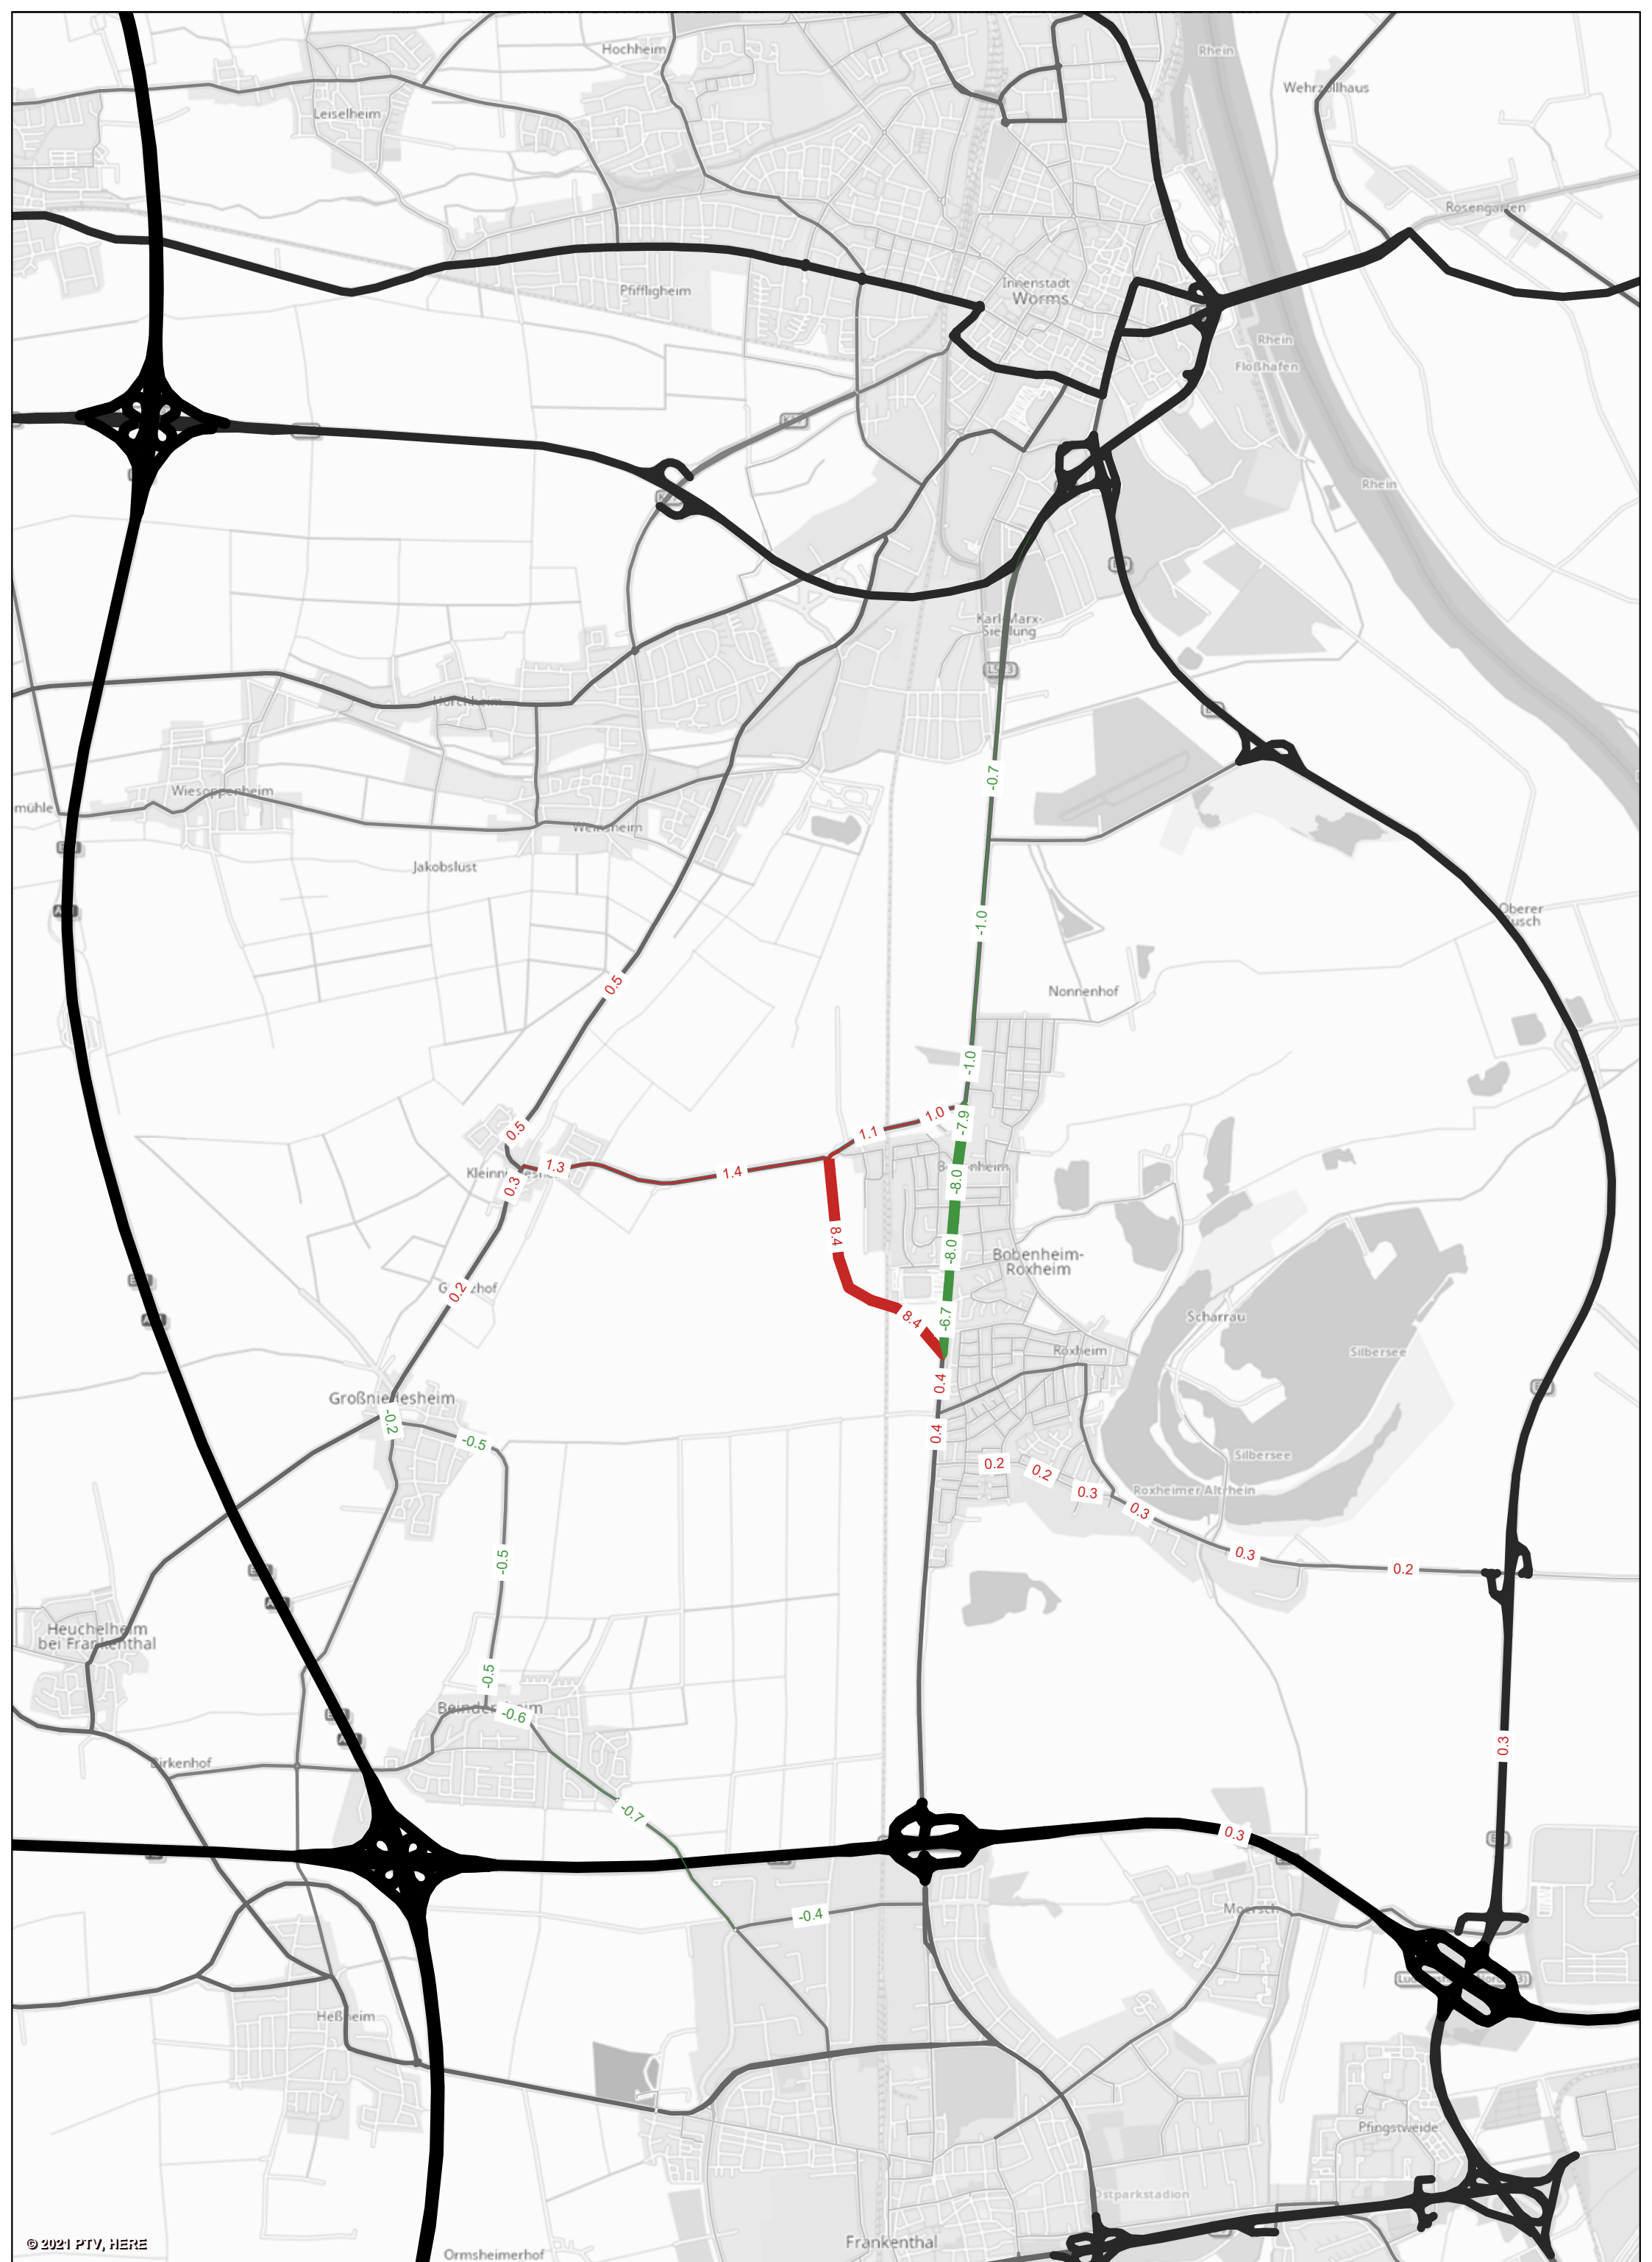 Hochheim
Rhein
Wehrzollhaus
Leiselheim
Rosengarten
Pfiffligheim
Innenstadt
Worms
Rhein
Floßhafen
Rhein
Karl-Marx-
Siedlung
-0.7
Wiesoppenheim
mühle
Weinsheim
Jakobslust
-1.0
Oberer
Busch
0.5
Nonnenhof
-1.0
1.0
-7.9
1.1
0.5
1.3
1.4
0.3
-8.0
8.4
-8.0
Bobenheim-
Roxheim
0.2
8.4
-6.7
Scharrau
Roxheim
Silbersee
0.4
Großniedesheim
-0.2
-0.5
0.4
Silbersee
0.2
0.2
0.3
Roxheimer Altrhein
0.3
0.3
0.2
-0.5
Heuchelheim
bei Frankenthal
-0.5
-0.6
0.3
Birkenhof
-0.7
0.3
-0.4
Moersch
Heßheim
Pfingstweide
Ostparkstadion
Frankenthal
© 2021 PTV, HERE
Ormsheimerhof